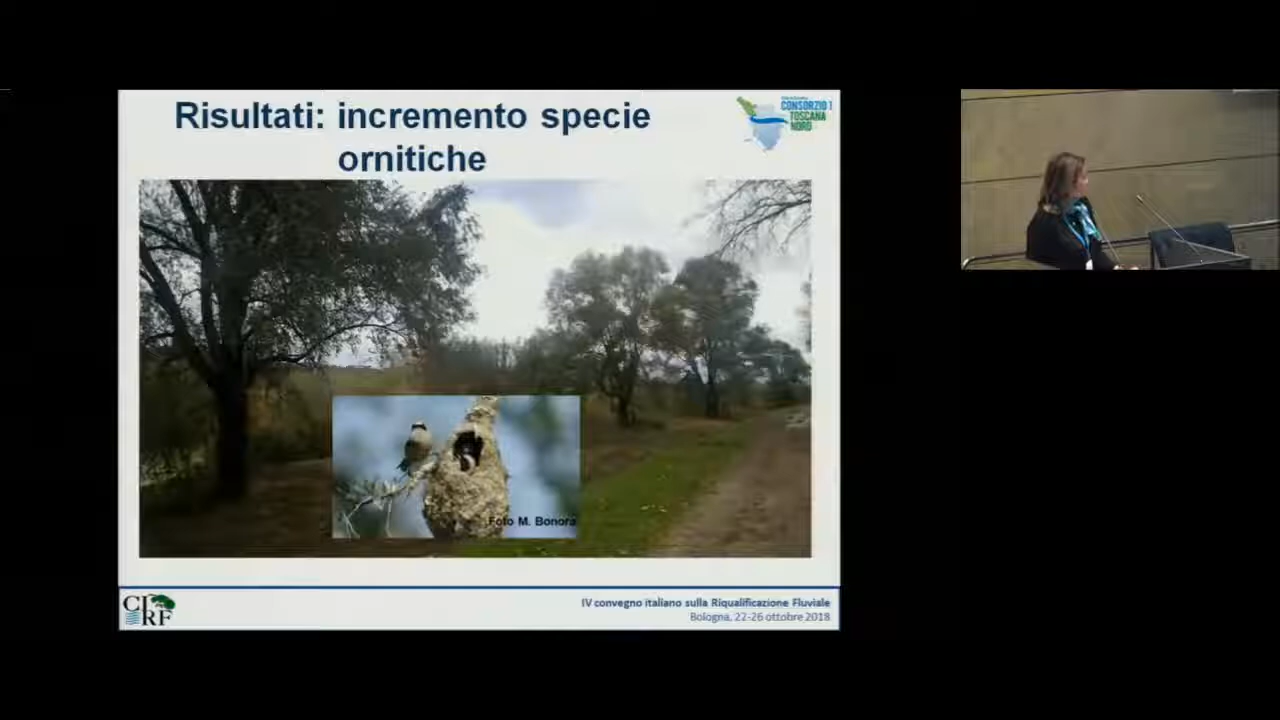 Risultati: incremento specie
ornitiche
CONSORZIO 1
TOSCANA
NORD
Foto M. Bonora
CIRF
IV convegno italiano sulla Riqualificazione Fluviale
Bologna, 22-26 ottobre 2018